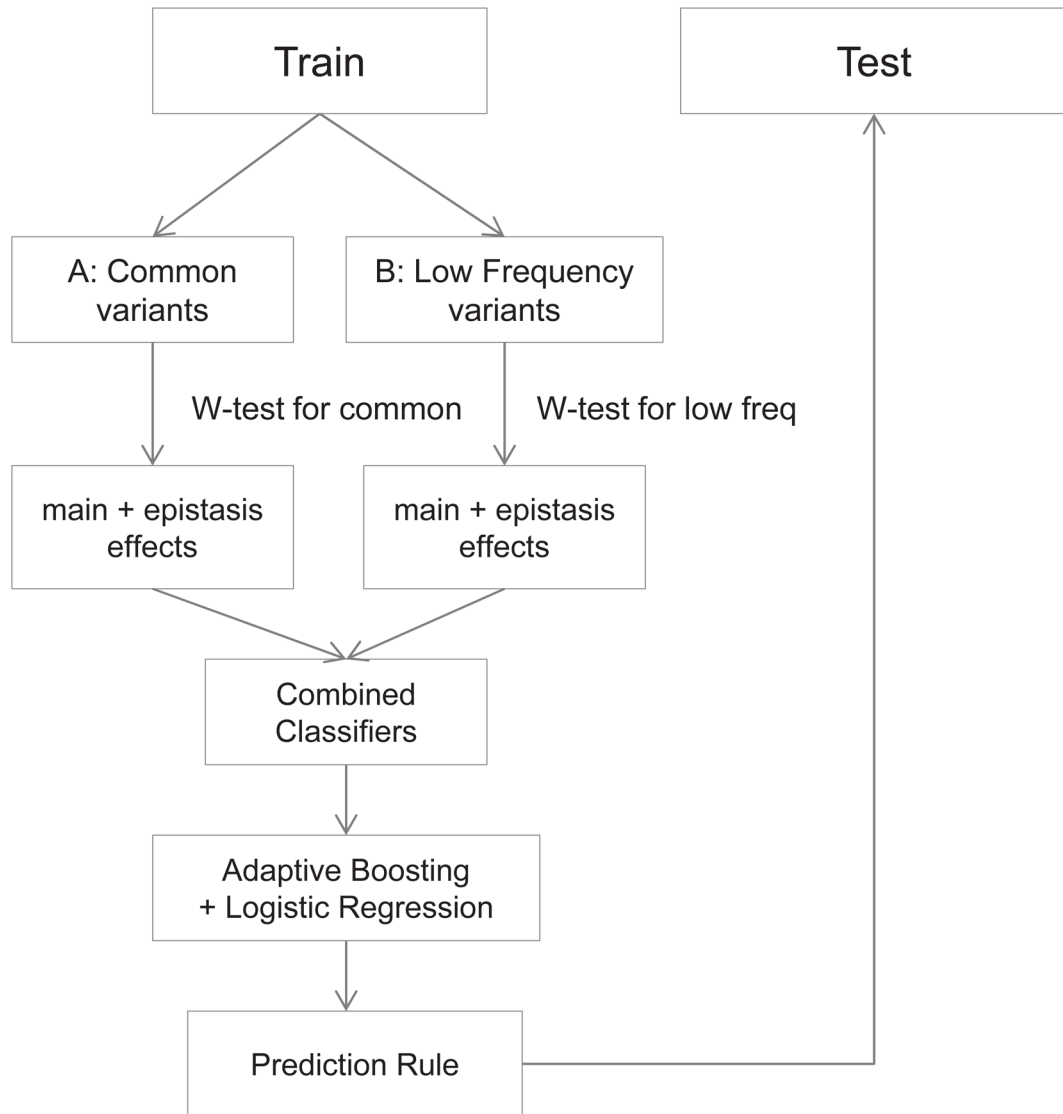 Train
Test
A: Common
variants
B: Low Frequency
variants
W-test for common
W-test for low freq
main + epistasis
effects
main + epistasis
effects
Combined
Classifiers
Adaptive Boosting
+ Logistic Regression
Prediction Rule